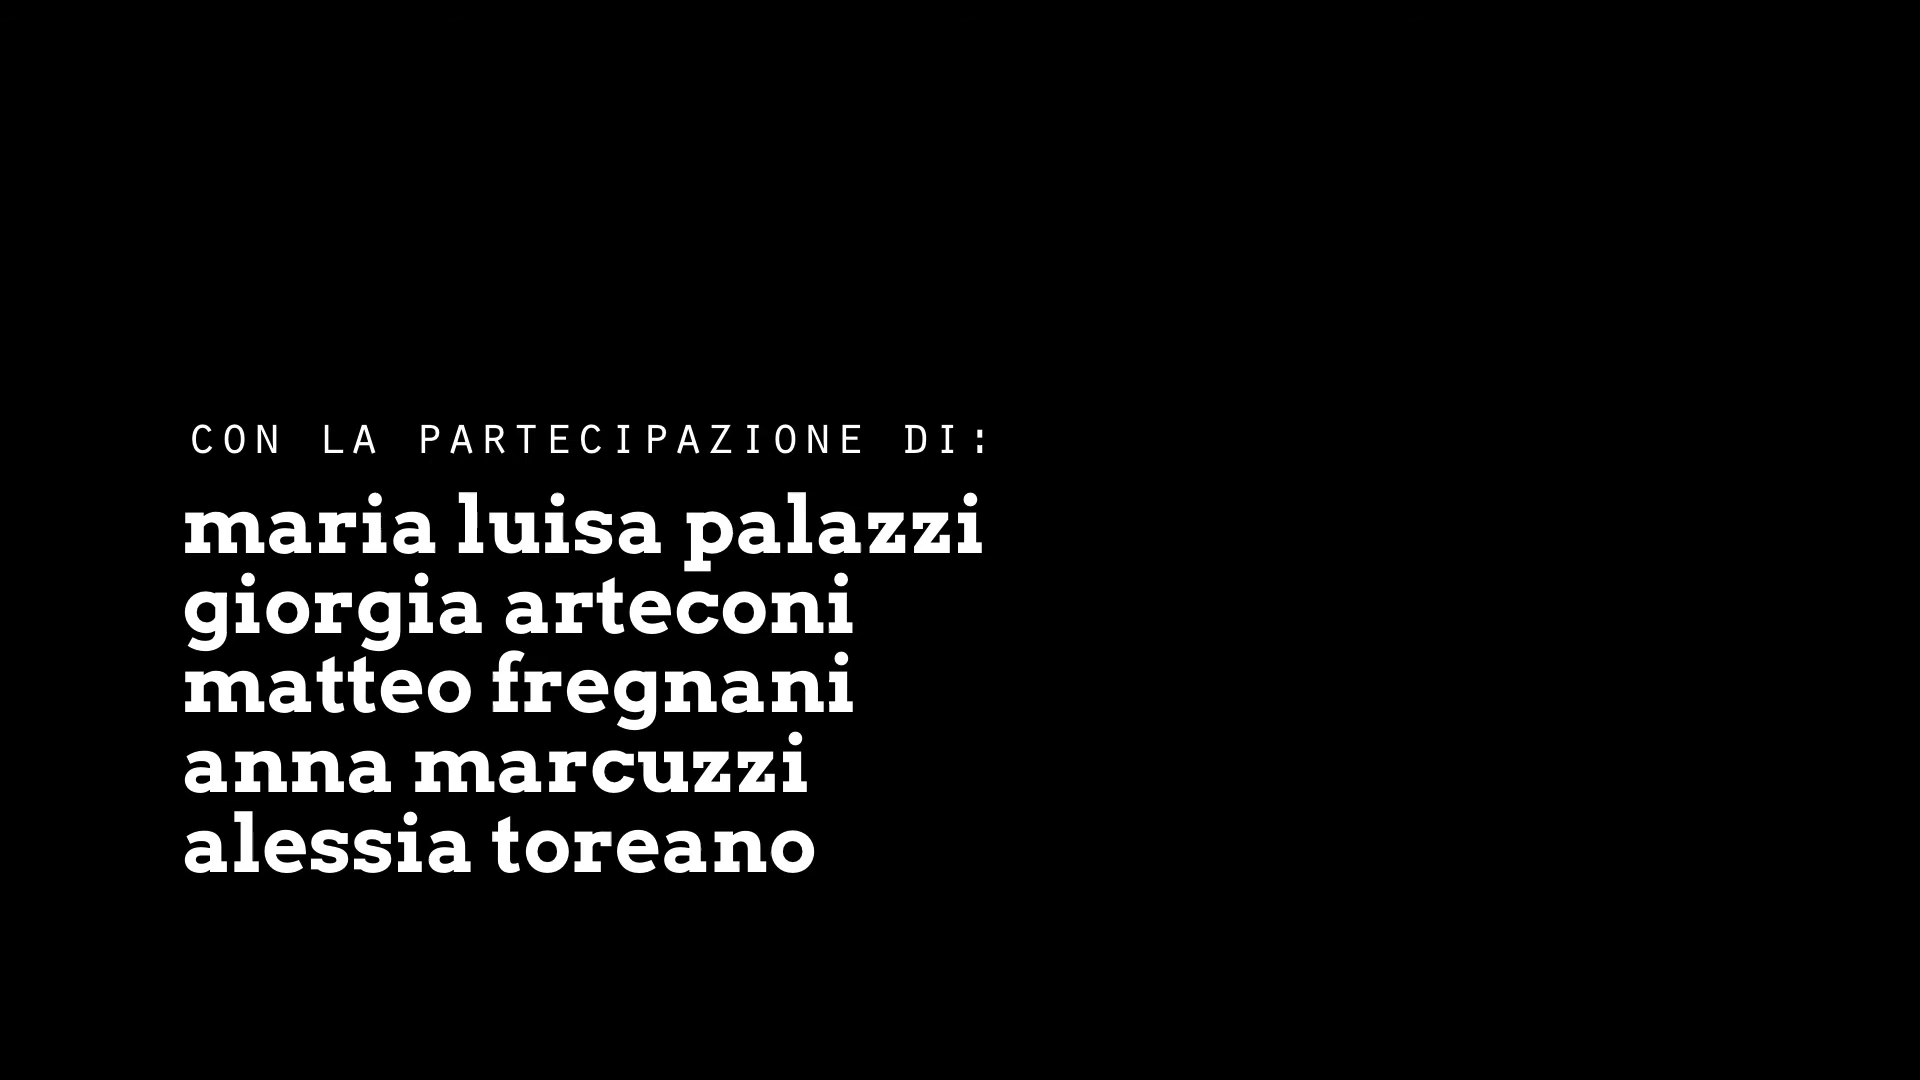 CON LA PARTECIPAZIONE DI:
maria luisa palazzi
giorgia arteconi
matteo fregnani
anna marcuzzi
alessia toreano